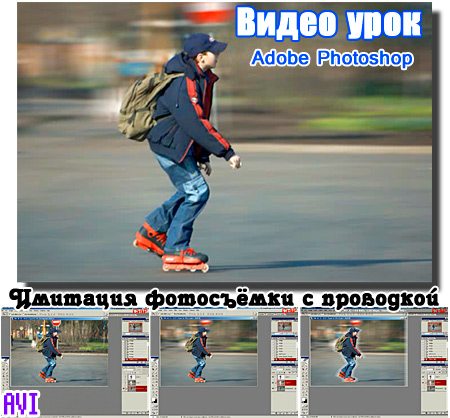 Видео урок
Adobe Photoshop
Имитация фотосъёмки с проводкой
AVI